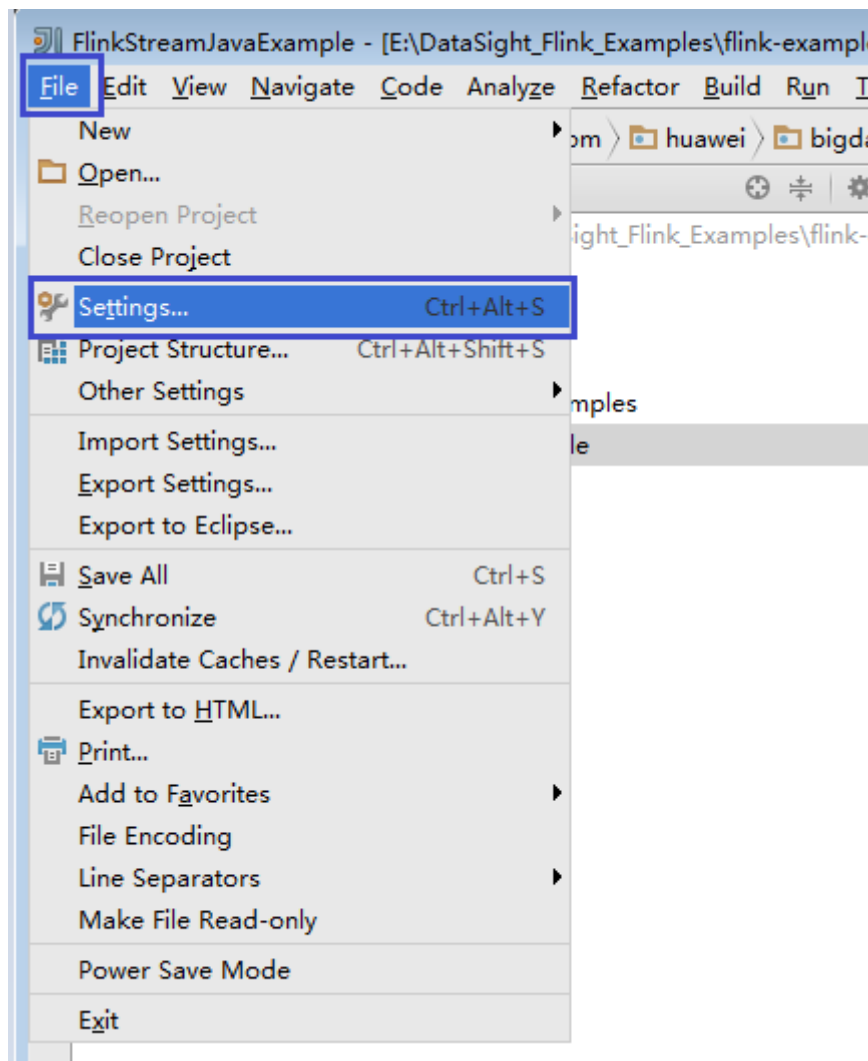 FlinkStreamJavaExample - [E:\DataSight_Flink_Examples\flink-exampl
File Edit View Navigate Code Analyze Refactor Build Run T
New
om huawei bigda
Open...
Reopen Project
ight_Flink_Examples\flink-
Close Project
Settings... Ctrl+Alt+S
Project Structure... Ctrl+Alt+Shift+S
Other Settings
mples
Import Settings...
le
Export Settings...
Export to Eclipse...
Save All Ctrl+S
Synchronize Ctrl+Alt+Y
Invalidate Caches / Restart...
Export to HTML...
Print...
Add to Favorites
File Encoding
Line Separators
Make File Read-only
Power Save Mode
Exit